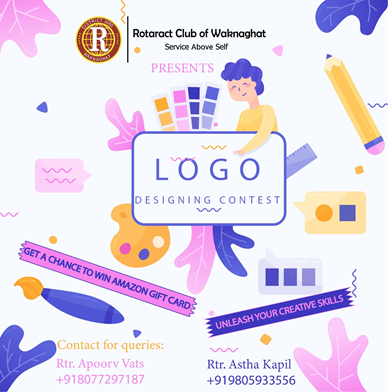 Rotaract Club of Waknaghat
Service Above Self
PRESENTS
LOGO
DESIGNING CONTEST
GET A CHANCE TO WIN AMAZON GIFT CARD
UNLEASH YOUR CREATIVE SKILLS
Contact for queries:
Rtr. Apoorv Vats
+918077297187
Rtr. Astha Kapil
+919805933556